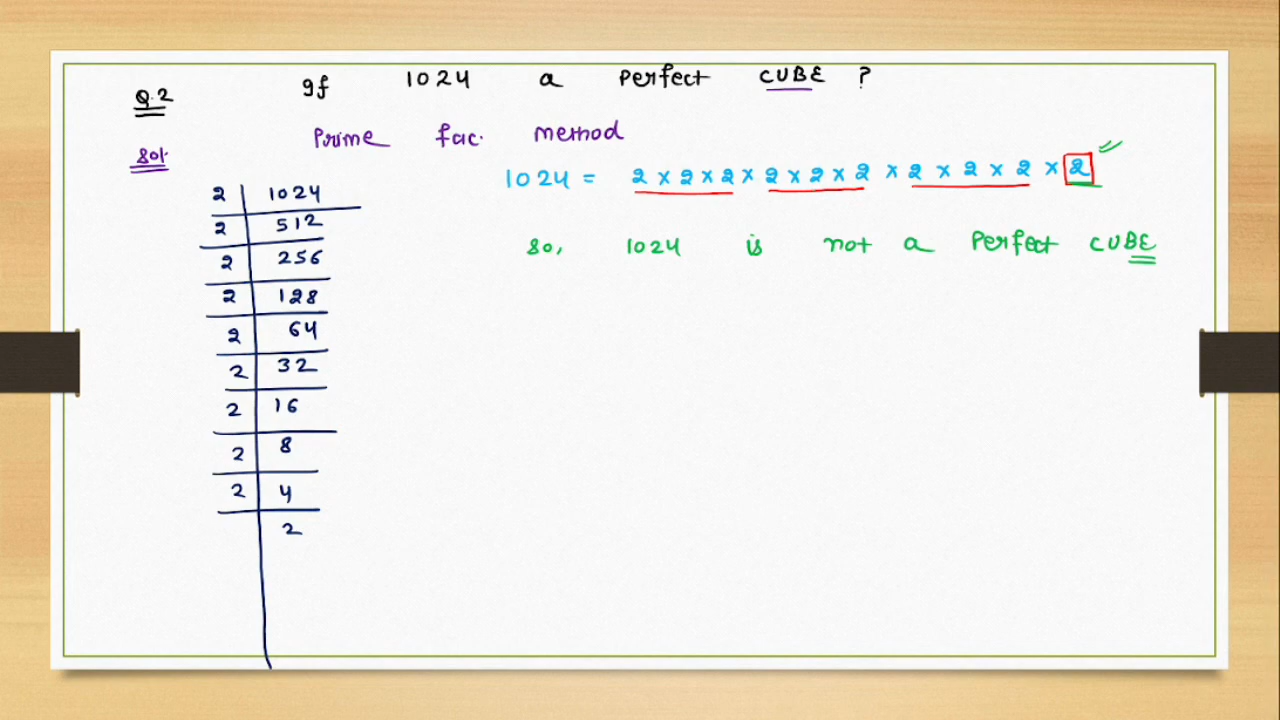 Q.2 If 1024 a Perfect CUBE ?
Sol. Prime fac. method
1024 = 2 × 2 × 2 × 2 × 2 × 2 × 2 × 2 × 2 × 2
2 | 1024
2 | 512
2 | 256
2 | 128
2 | 64
2 | 32
2 | 16
2 | 8
2 | 4
2
So, 1024 is not a Perfect CUBE